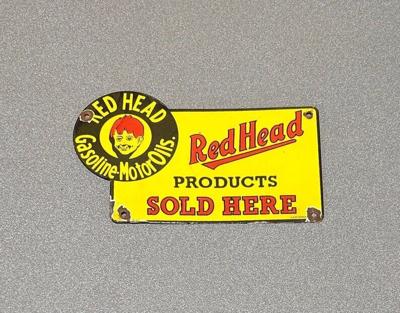 RED HEAD
Gasoline-Motor Oils.
Red Head
PRODUCTS
SOLD HERE